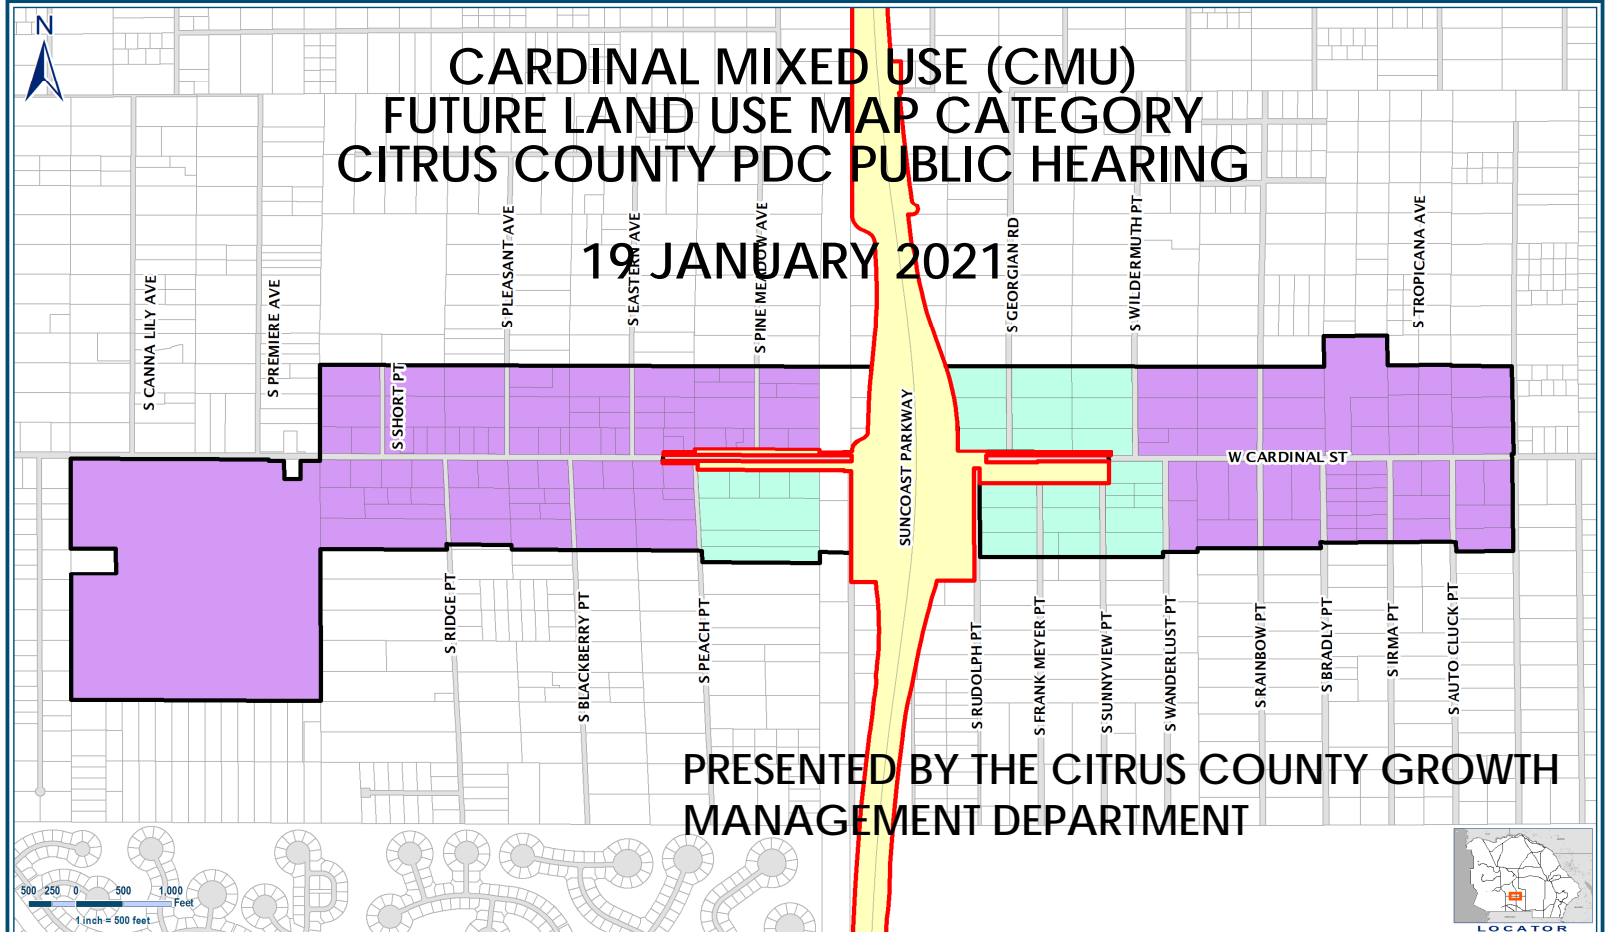 N
CARDINAL MIXED USE (CMU)
FUTURE LAND USE MAP CATEGORY
CITRUS COUNTY PDC PUBLIC HEARING
19 JANUARY 2021
S CANNA LILY AVE
S PREMIERE AVE
S SHORT PT
S PLEASANT AVE
S EASTERN AVE
S PINE MEADOW AVE
S GEORGIAN RD
S WILDERMUTH PT
S TROPICANA AVE
SUNCOAST PARKWAY
W CARDINAL ST
S RIDGE PT
S BLACKBERRY PT
S PEACH PT
S RUDOLPH PT
S FRANK MEYER PT
S SUNNYVIEW PT
S WANDERLUST PT
S RAINBOW PT
S BRADLY PT
S IRMA PT
S AUTO CLUCK PT
PRESENTED BY THE CITRUS COUNTY GROWTH
MANAGEMENT DEPARTMENT
500 250 0 500 1,000
Feet
1 inch = 500 feet
LOCATOR